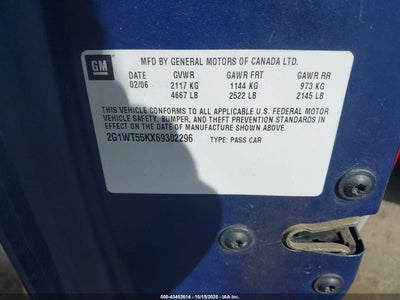 GM
MFD BY GENERAL MOTORS OF CANADA LTD.
DATE GVWR GAWR FRT GAWR RR
02/06 2117 KG 1144 KG 973 KG
4667 LB 2522 LB 2145 LB
THIS VEHICLE CONFORMS TO ALL APPLICABLE U.S. FEDERAL MOTOR
VEHICLE SAFETY, BUMPER, AND THEFT PREVENTION STANDARDS IN
EFFECT ON THE DATE OF MANUFACTURE SHOWN ABOVE.
2G1WT55KX69302296 TYPE: PASS CAR
OWNER: 43452614 - 10/15/2025 - IAA, Inc.